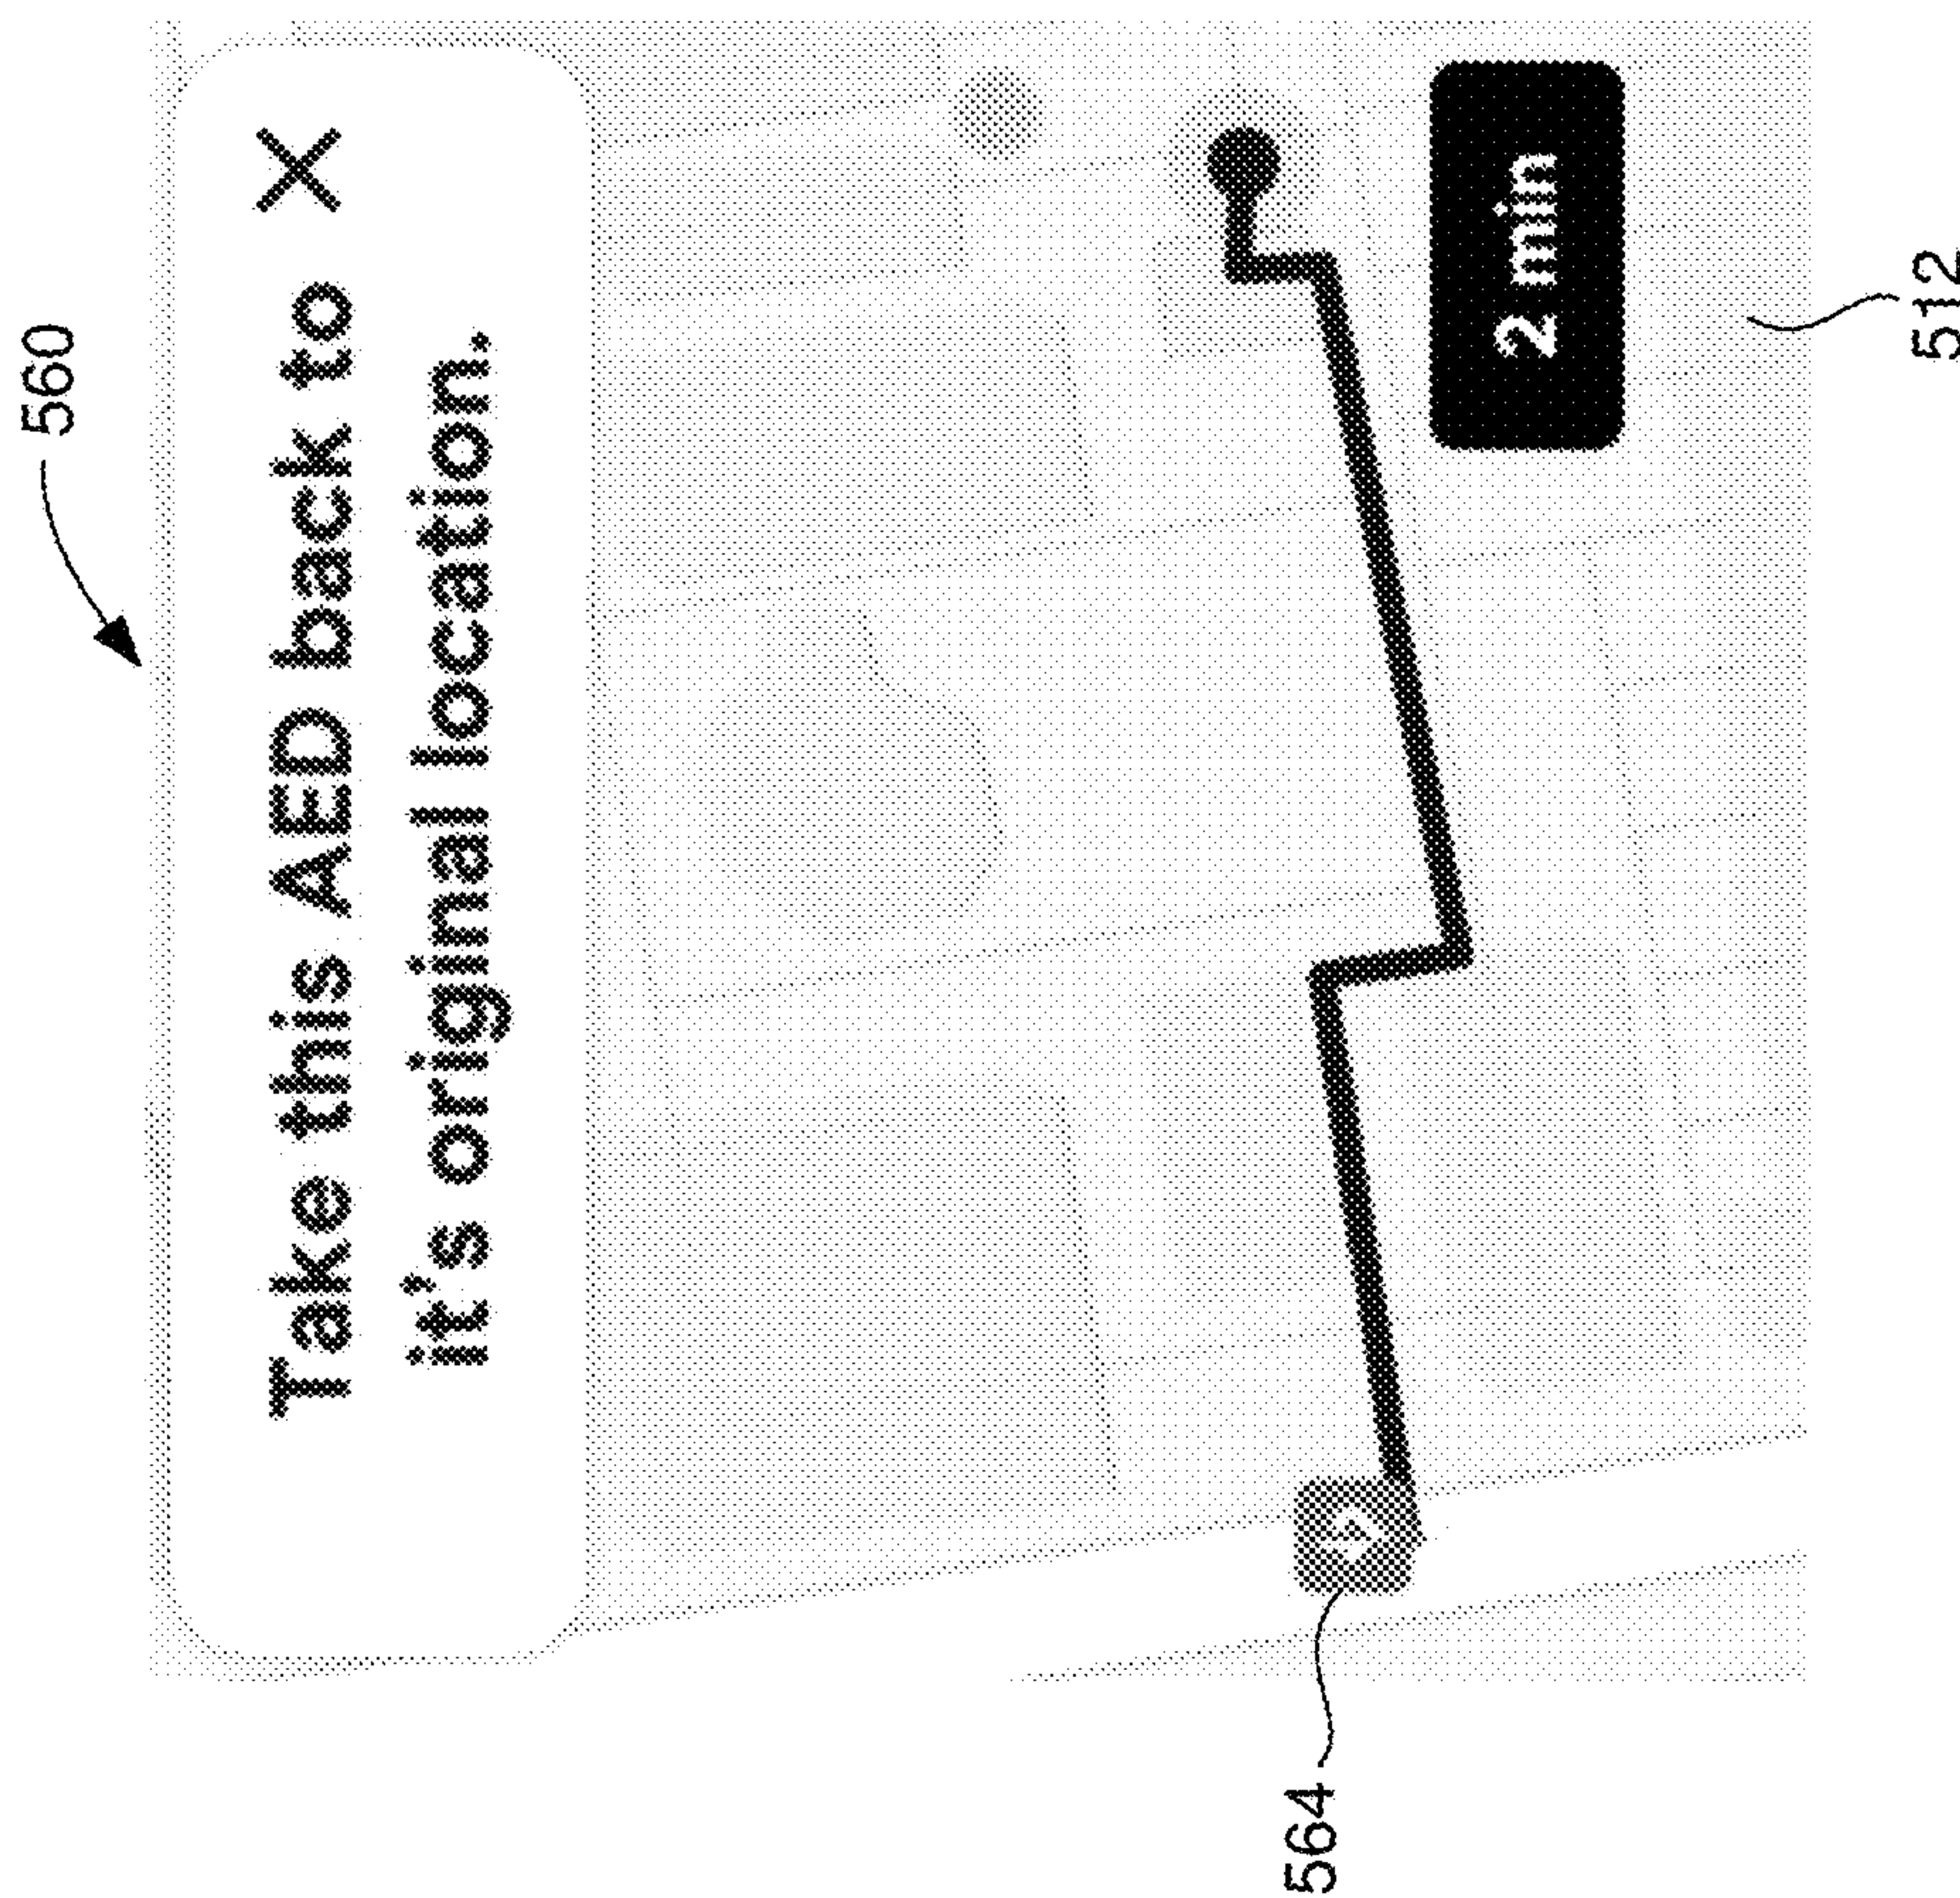 560
Take this AED back to ×
it's original location.
2 min
512
564